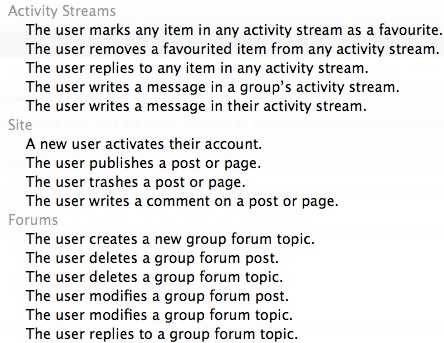 Activity Streams
The user marks any item in any activity stream as a favourite.
The user removes a favourited item from any activity stream.
The user replies to any item in any activity stream.
The user writes a message in a group's activity stream.
The user writes a message in their activity stream.
Site
A new user activates their account.
The user publishes a post or page.
The user trashes a post or page.
The user writes a comment on a post or page.
Forums
The user creates a new group forum topic.
The user deletes a group forum post.
The user deletes a group forum topic.
The user modifies a group forum post.
The user modifies a group forum topic.
The user replies to a group forum topic.